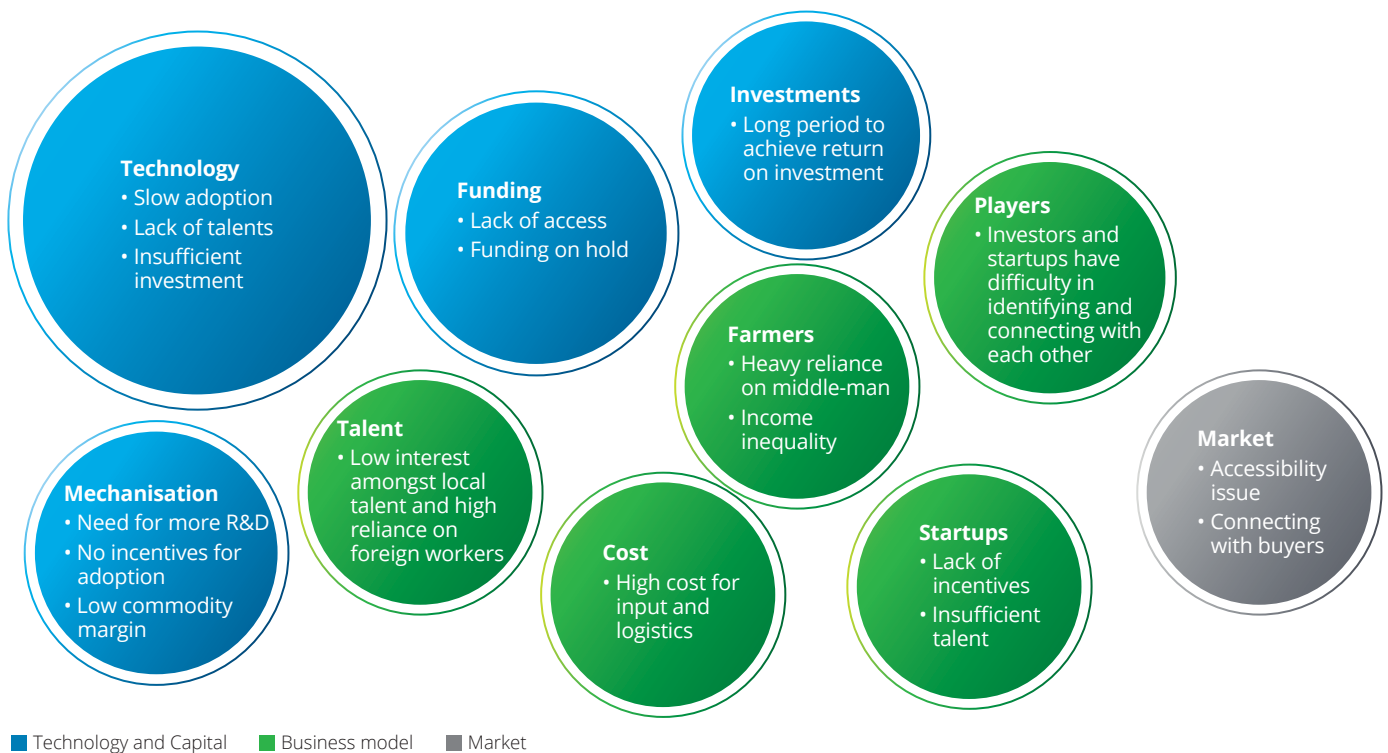 Technology
• Slow adoption
• Lack of talents
• Insufficient
investment
Funding
• Lack of access
• Funding on hold
Investments
• Long period to
achieve return
on investment
Players
• Investors and
startups have
difficulty in
identifying and
connecting with
each other
Farmers
• Heavy reliance
on middle-man
• Income
inequality
Talent
• Low interest
amongst local
talent and high
reliance on
foreign workers
Mechanisation
• Need for more R&D
• No incentives for
adoption
• Low commodity
margin
Cost
• High cost for
input and
logistics
Startups
• Lack of
incentives
• Insufficient
talent
Market
• Accessibility
issue
• Connecting
with buyers
Technology and Capital
Business model
Market